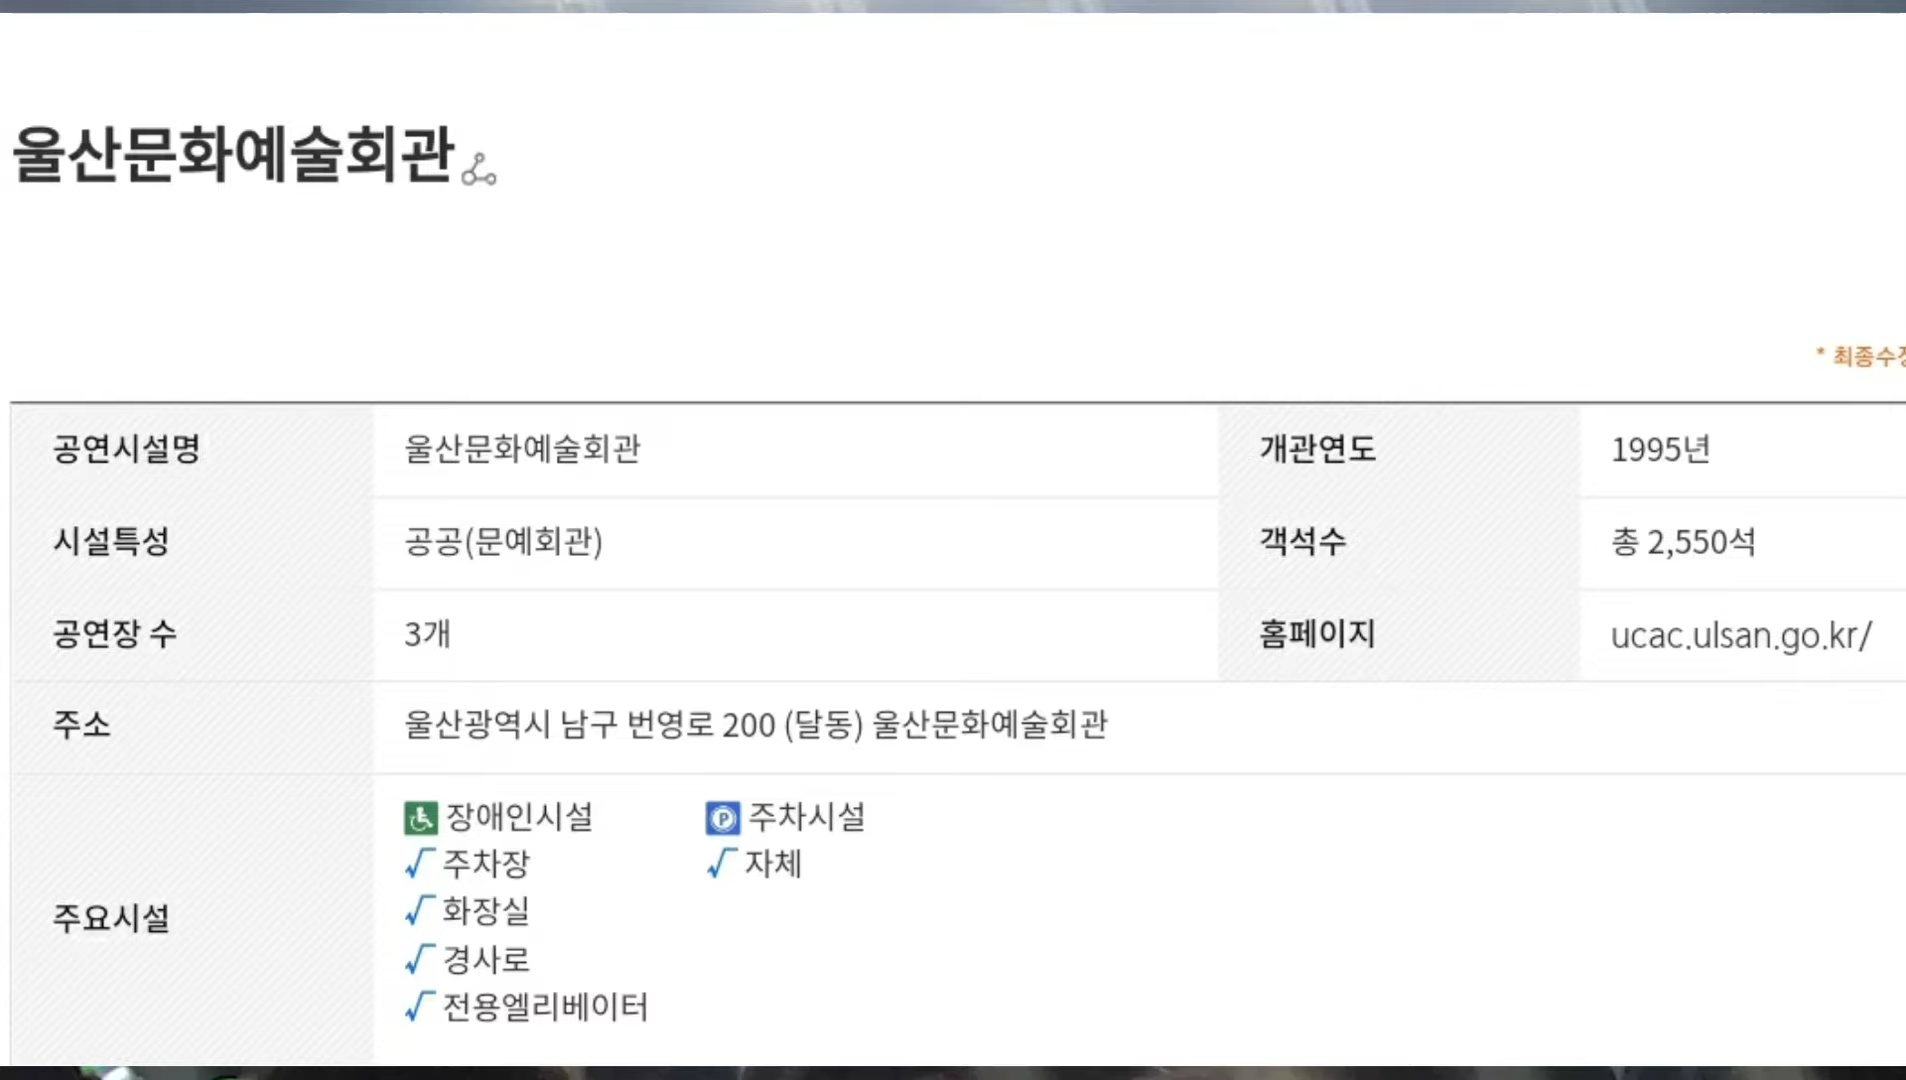 울산문화예술회관
* 최종수정
공연시설명 울산문화예술회관 개관연도 1995년
시설특성 공공(문예회관) 객석수 총 2,550석
공연장 수 3개 홈페이지 ucac.ulsan.go.kr/
주소 울산광역시 남구 번영로 200 (달동) 울산문화예술회관
주요시설
장애인시설 주차시설
√ 주차장 √ 자체
√ 화장실
√ 경사로
√ 전용엘리베이터